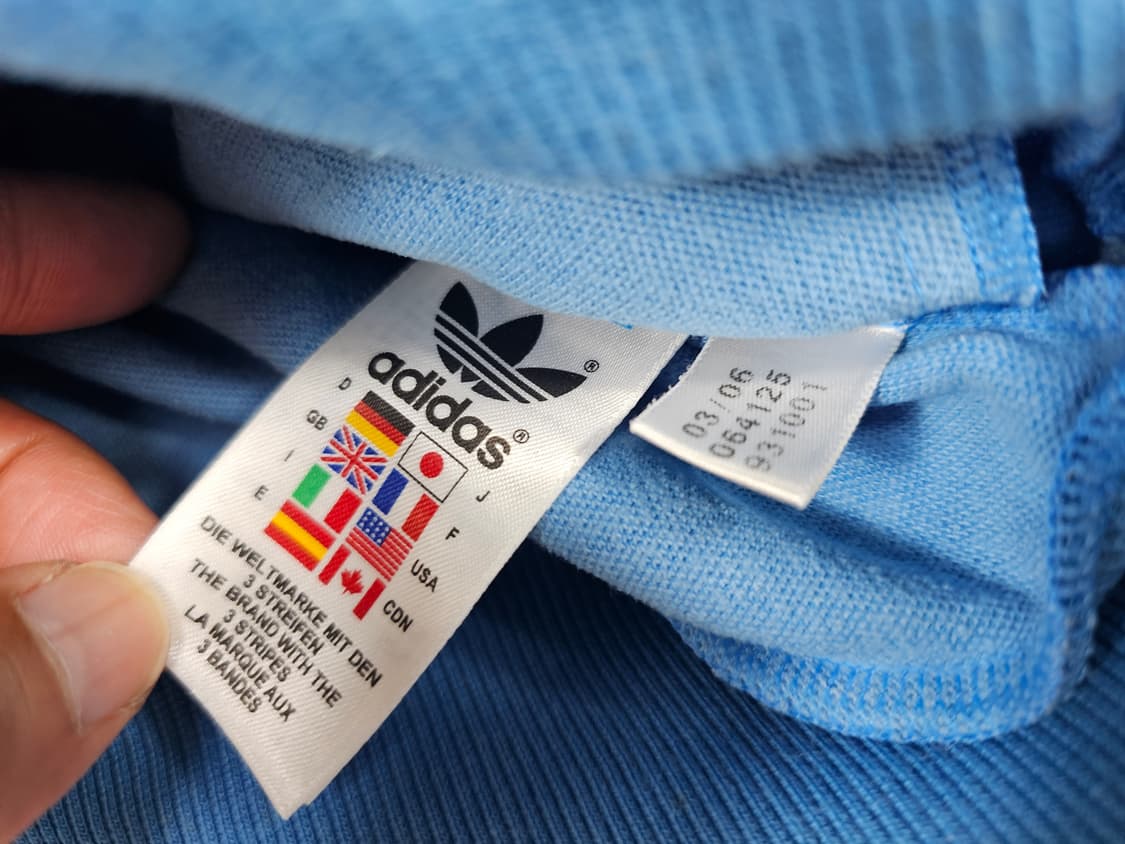 ®
adidas®
D
GB
J
I
F
E
USA
CDN
DIE WELTMARKE MIT DEN
3 STREIFEN
THE BRAND WITH THE
3 STRIPES
LA MARQUE AUX
3 BANDES
03/06
064125
931001